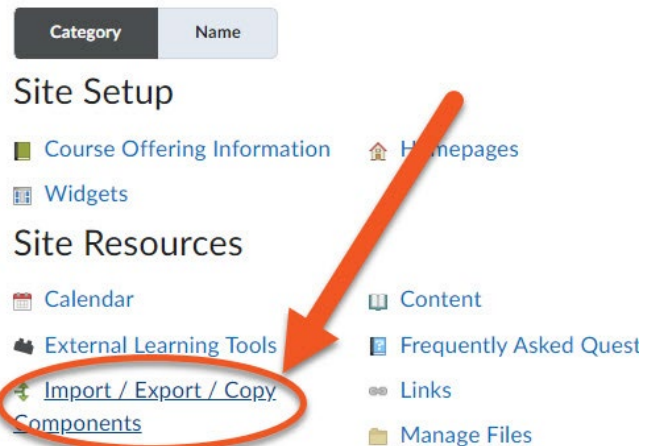 Category Name
Site Setup
Course Offering Information
Homepages
Widgets
Site Resources
Calendar
Content
External Learning Tools
Frequently Asked Quest
Import / Export / Copy
Components
Links
Manage Files